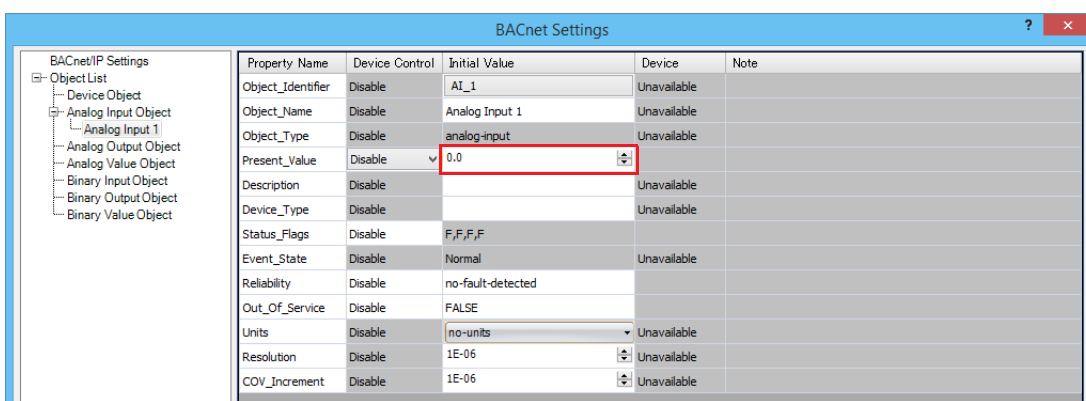 BACnet Settings
? ×
BACnet/IP Settings
Object List
Device Object
Analog Input Object
Analog Input 1
Analog Output Object
Analog Value Object
Binary Input Object
Binary Output Object
Binary Value Object
Property Name Device Control Initial Value Device Note
Object_Identifier Disable AI_1 Unavailable
Object_Name Disable Analog Input 1 Unavailable
Object_Type Disable analog-input Unavailable
Present_Value Disable 0.0
Description Disable Unavailable
Device_Type Disable Unavailable
Status_Flags Disable F,F,F,F
Event_State Disable Normal Unavailable
Reliability Disable no-fault-detected
Out_Of_Service Disable FALSE
Units Disable no-units Unavailable
Resolution Disable 1E-06 Unavailable
COV_Increment Disable 1E-06 Unavailable